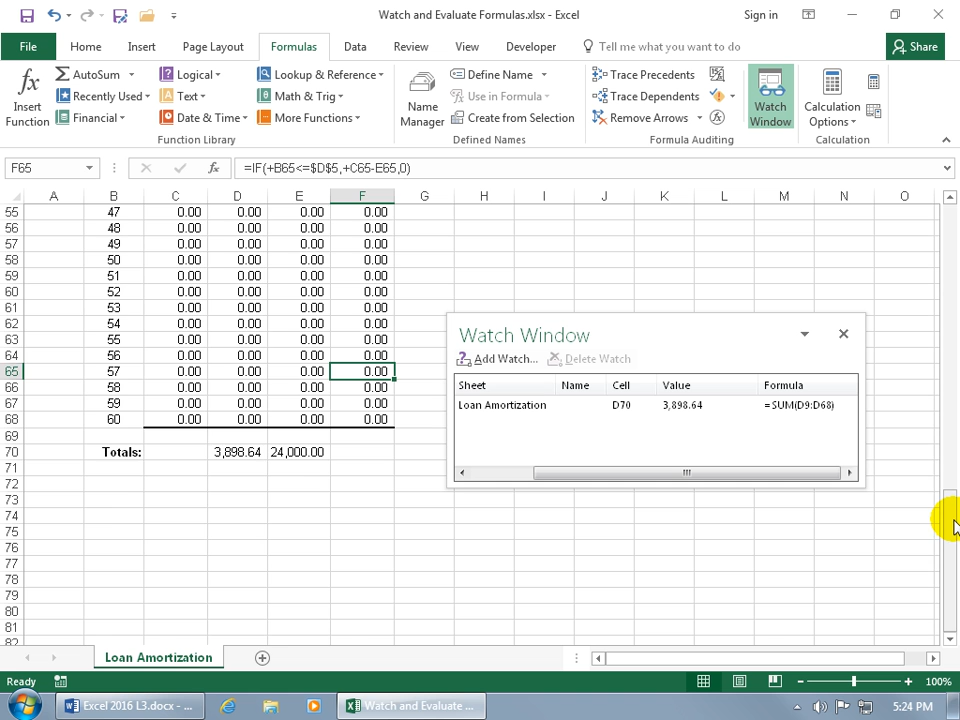 Watch and Evaluate Formulas.xlsx - Excel
Sign in
File Home Insert Page Layout Formulas Data Review View Developer Tell me what you want to do Share
Insert Function
AutoSum
Recently Used
Financial
Logical
Text
Date & Time
Lookup & Reference
Math & Trig
More Functions
Function Library
Name Manager
Define Name
Use in Formula
Create from Selection
Defined Names
Trace Precedents
Trace Dependents
Remove Arrows
Watch Window
Formula Auditing
Calculation Options
Calculation
F65 fx =IF(+B65<=$D$5,+C65-E65,0)
A B C D E F G H I J K L M N O
55 47 0.00 0.00 0.00 0.00
56 48 0.00 0.00 0.00 0.00
57 49 0.00 0.00 0.00 0.00
58 50 0.00 0.00 0.00 0.00
59 51 0.00 0.00 0.00 0.00
60 52 0.00 0.00 0.00 0.00
61 53 0.00 0.00 0.00 0.00
62 54 0.00 0.00 0.00 0.00
63 55 0.00 0.00 0.00 0.00
64 56 0.00 0.00 0.00 0.00
65 57 0.00 0.00 0.00 0.00
66 58 0.00 0.00 0.00 0.00
67 59 0.00 0.00 0.00 0.00
68 60 0.00 0.00 0.00 0.00
69
70 Totals: 3,898.64 24,000.00
71
72
73
74
75
76
77
78
79
80
81
82
Watch Window
Add Watch... Delete Watch
Sheet Name Cell Value Formula
Loan Amortization D70 3,898.64 =SUM(D9:D68)
Loan Amortization
Ready 100%
Excel 2016 L3.docx - ... Watch and Evaluate ... 5:24 PM